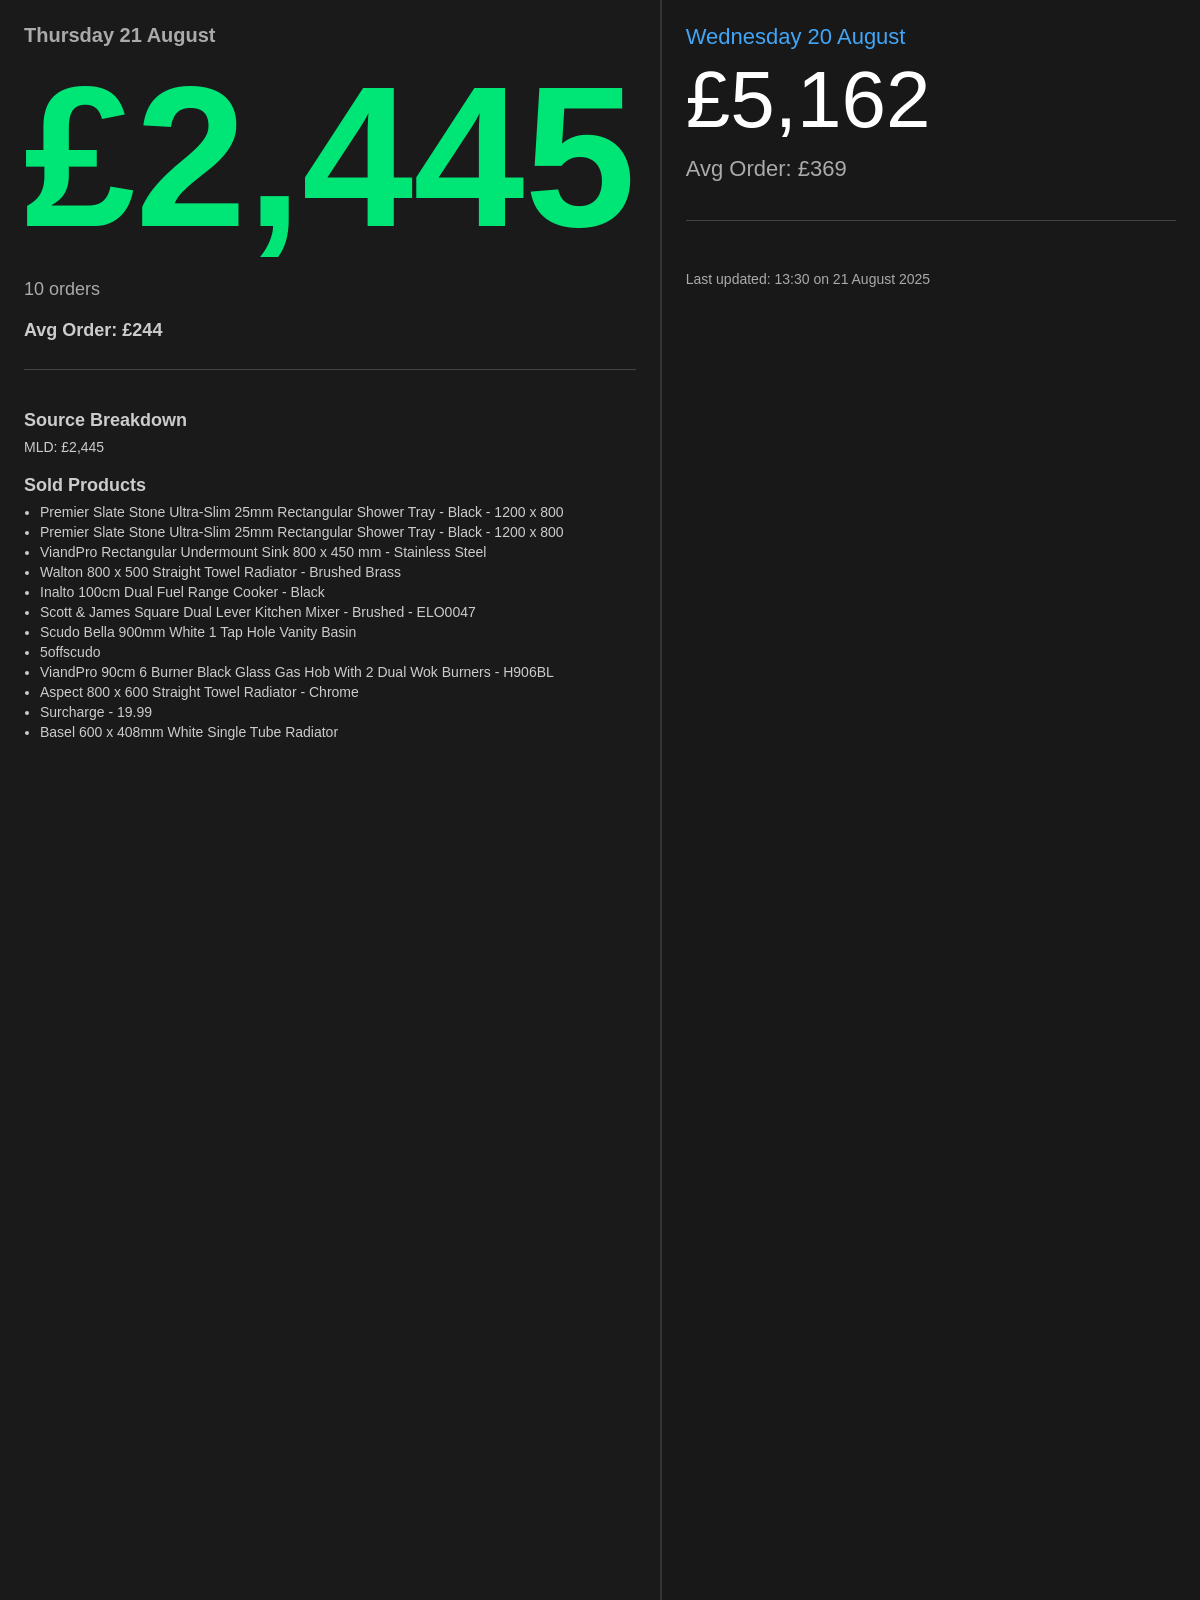 Thursday 21 August
£2,445
10 orders
Avg Order: £244
Source Breakdown
MLD: £2,445
Sold Products
• Premier Slate Stone Ultra-Slim 25mm Rectangular Shower Tray - Black - 1200 x 800
• Premier Slate Stone Ultra-Slim 25mm Rectangular Shower Tray - Black - 1200 x 800
• ViandPro Rectangular Undermount Sink 800 x 450 mm - Stainless Steel
• Walton 800 x 500 Straight Towel Radiator - Brushed Brass
• Inalto 100cm Dual Fuel Range Cooker - Black
• Scott & James Square Dual Lever Kitchen Mixer - Brushed - ELO0047
• Scudo Bella 900mm White 1 Tap Hole Vanity Basin
• 5offscudo
• ViandPro 90cm 6 Burner Black Glass Gas Hob With 2 Dual Wok Burners - H906BL
• Aspect 800 x 600 Straight Towel Radiator - Chrome
• Surcharge - 19.99
• Basel 600 x 408mm White Single Tube Radiator
Wednesday 20 August
£5,162
Avg Order: £369
Last updated: 13:30 on 21 August 2025